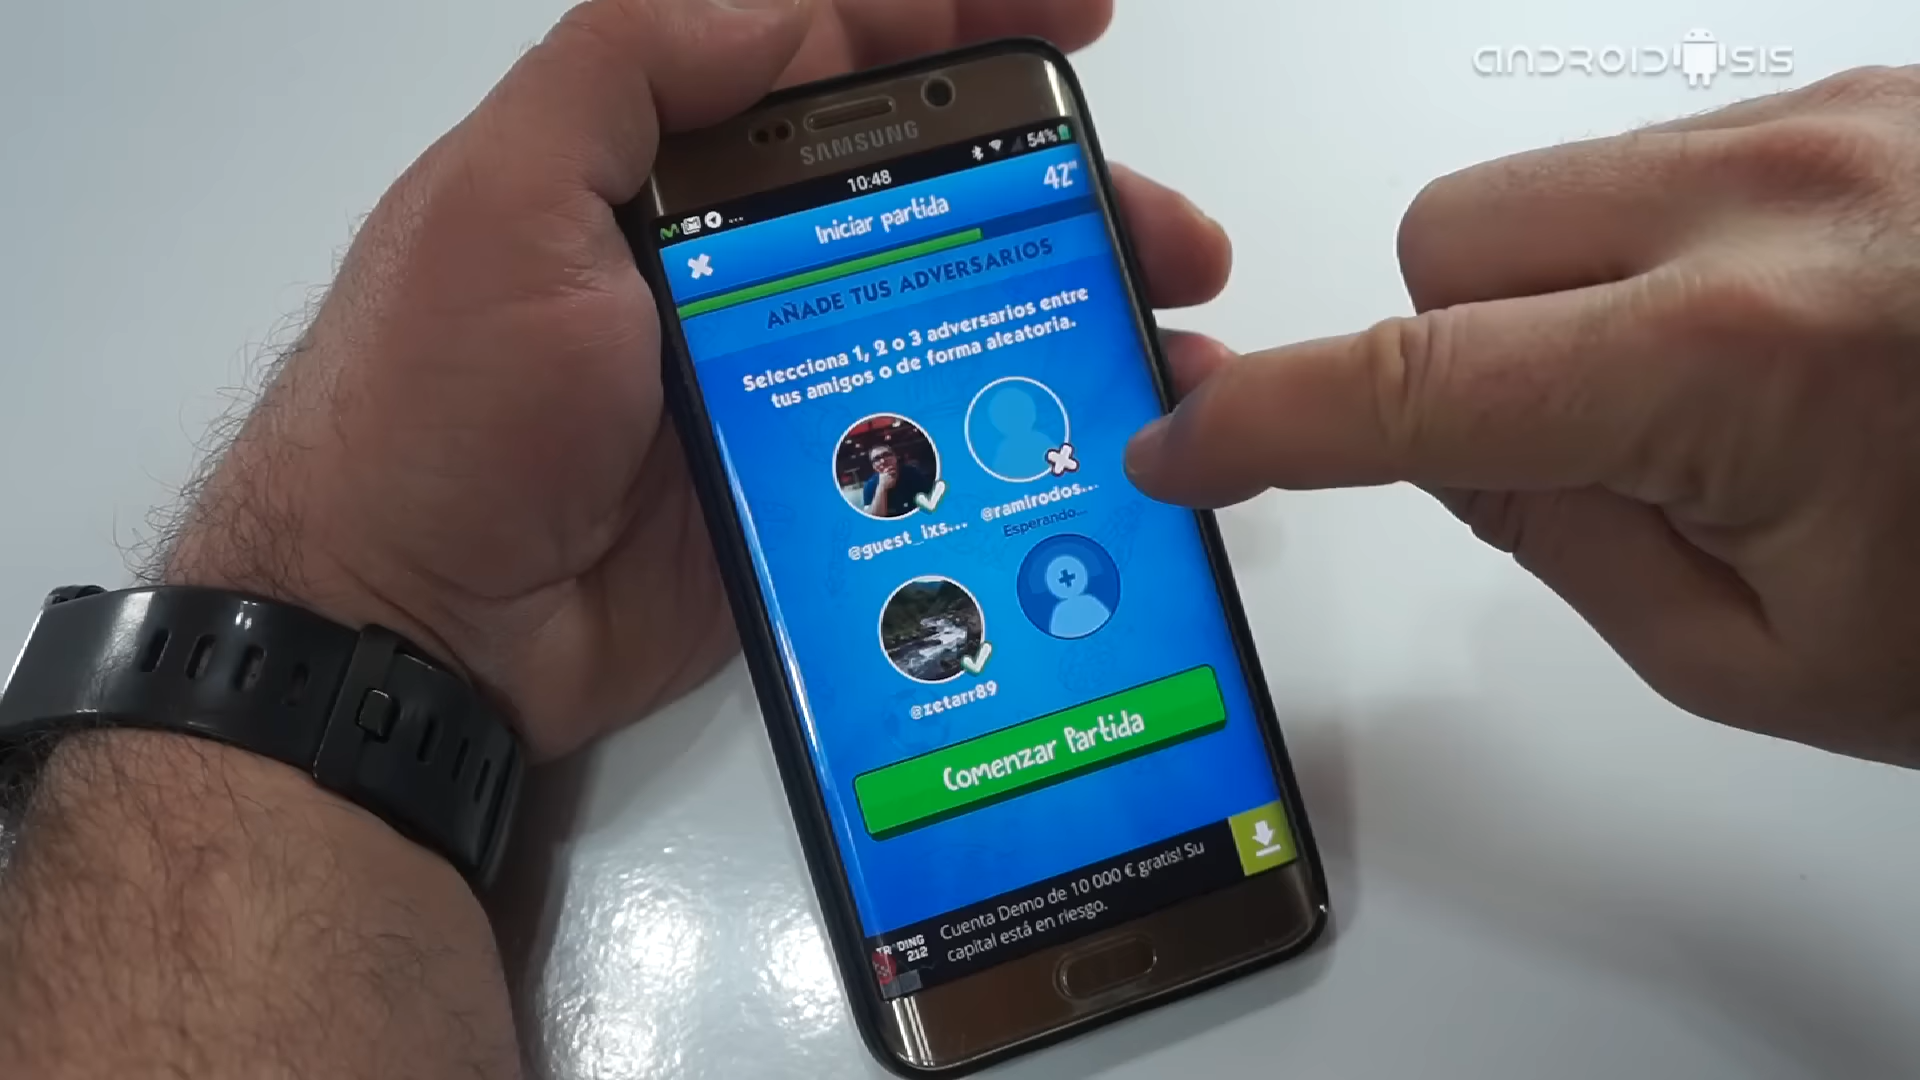 ANDROIDSIS
SAMSUNG
54%
10:48
42"
Iniciar partida
AÑADE TUS ADVERSARIOS
Selecciona 1, 2 o 3 adversarios entre
tus amigos o de forma aleatoria.
@guest_ixs...
@ramirodos...
Esperando...
@zetarr89
Comenzar Partida
Cuenta Demo de 10 000 € gratis! Su
capital está en riesgo.
TRADING
212